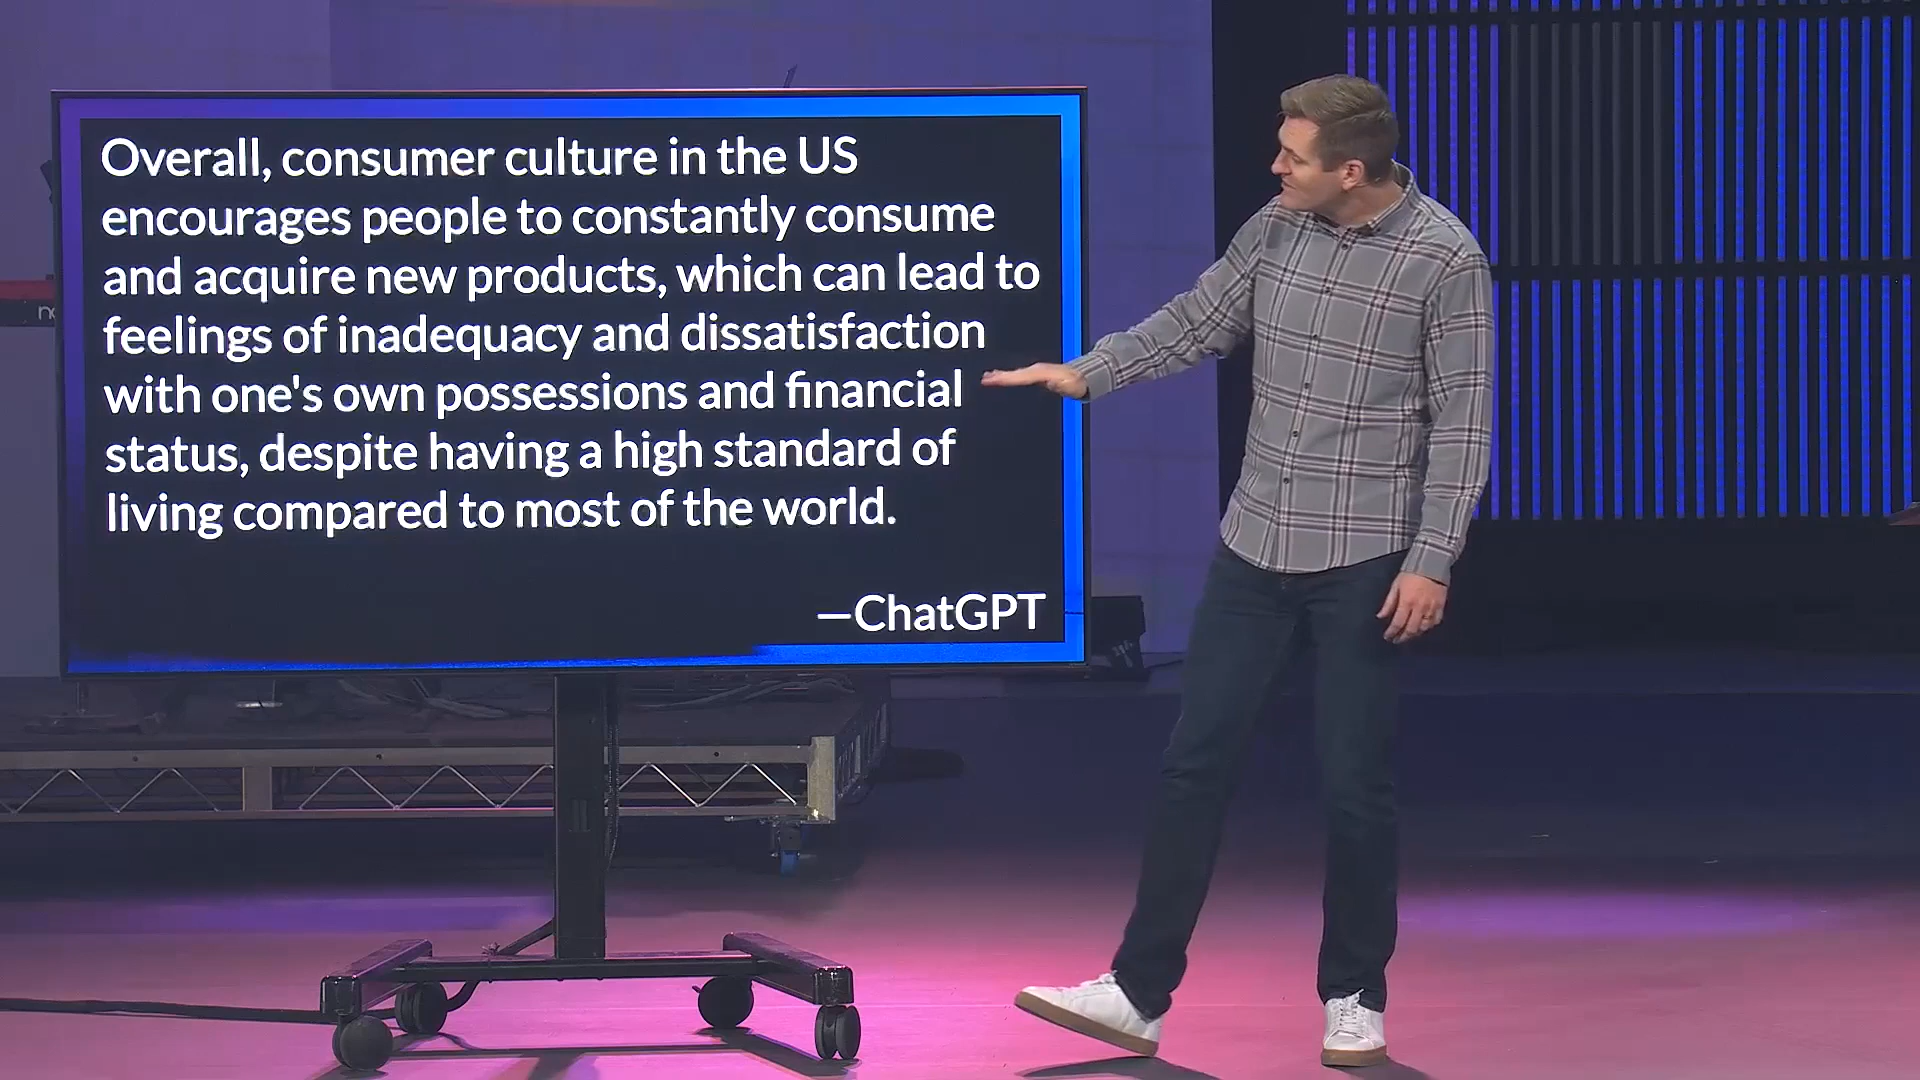 Overall, consumer culture in the US
encourages people to constantly consume
and acquire new products, which can lead to
feelings of inadequacy and dissatisfaction
with one's own possessions and financial
status, despite having a high standard of
living compared to most of the world.
—ChatGPT